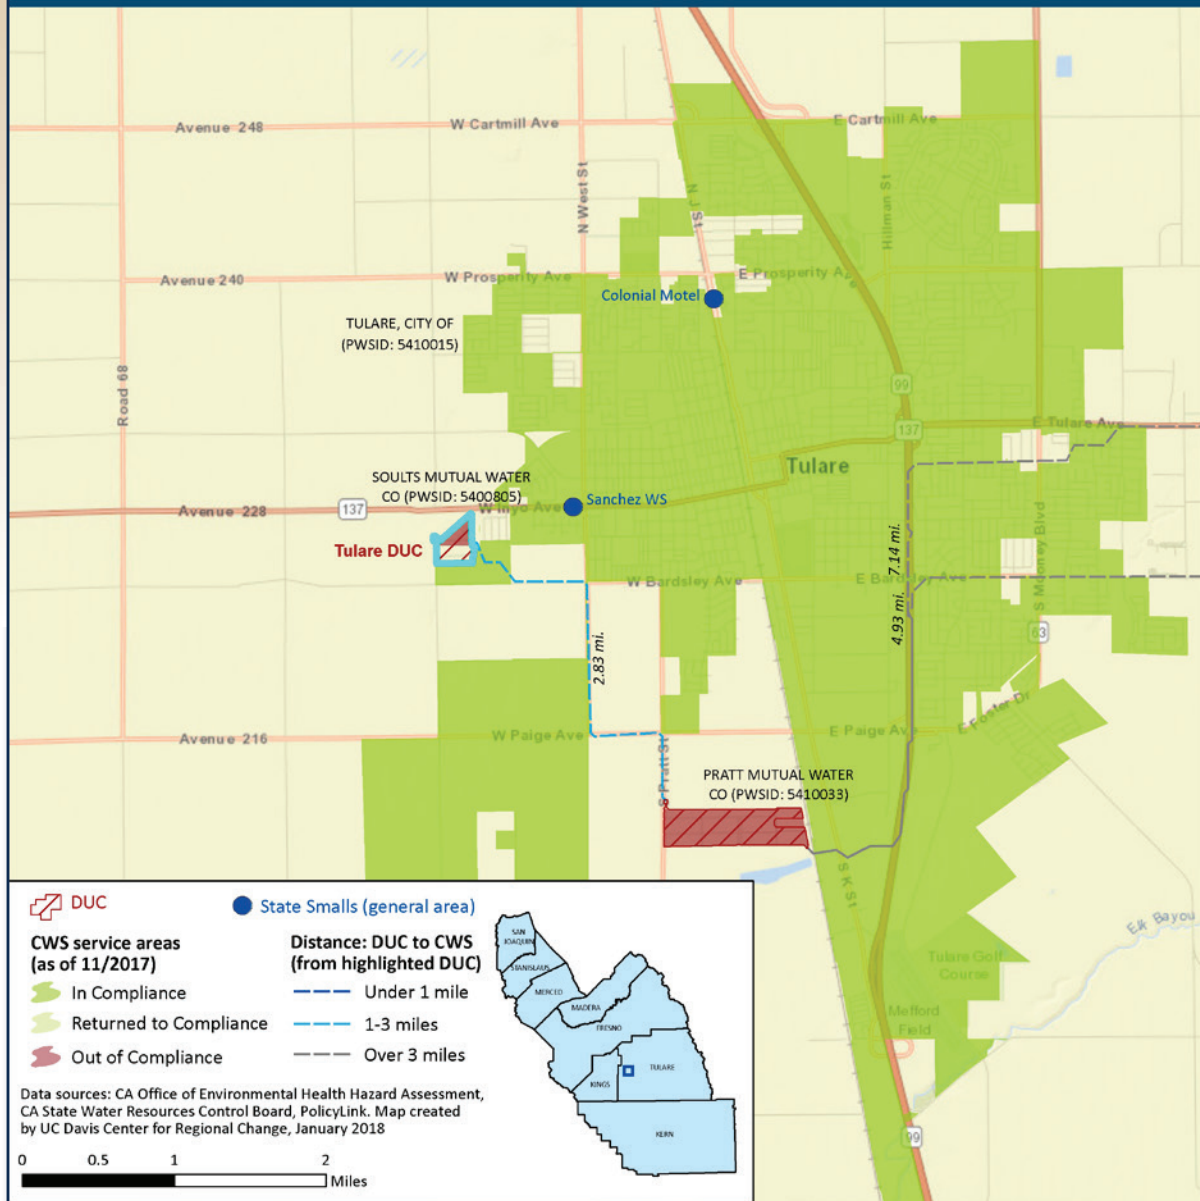 Avenue 248
W Cartmill Ave
E Cartmill Ave
N West St
N J St
Hillman St
Avenue 240
W Prosperity Ave
E Prosperity Ave
Colonial Motel
TULARE, CITY OF
(PWSID: 5410015)
Road 68
99
137
E Tulare Ave
Tulare
SOULTS MUTUAL WATER
CO (PWSID: 5400805)
Sanchez WS
Avenue 228
137
W Inyo Ave
Tulare DUC
W Bardsley Ave
E Bardsley Ave
7.14 mi.
4.93 mi.
S Mooney Blvd
63
2.83 mi.
E Foster Dr
Avenue 216
W Paige Ave
E Paige Ave
S Pratt St
PRATT MUTUAL WATER
CO (PWSID: 5410033)
S K St
Elk Bayou
Tulare Golf
Course
Mefford
Field
99
DUC
State Smalls (general area)
CWS service areas
(as of 11/2017)
In Compliance
Returned to Compliance
Out of Compliance
Distance: DUC to CWS
(from highlighted DUC)
Under 1 mile
1-3 miles
Over 3 miles
SAN
JOAQUIN
STANISLAUS
MERCED
MADERA
FRESNO
KINGS
TULARE
KERN
Data sources: CA Office of Environmental Health Hazard Assessment,
CA State Water Resources Control Board, PolicyLink. Map created
by UC Davis Center for Regional Change, January 2018
0 0.5 1 2
Miles